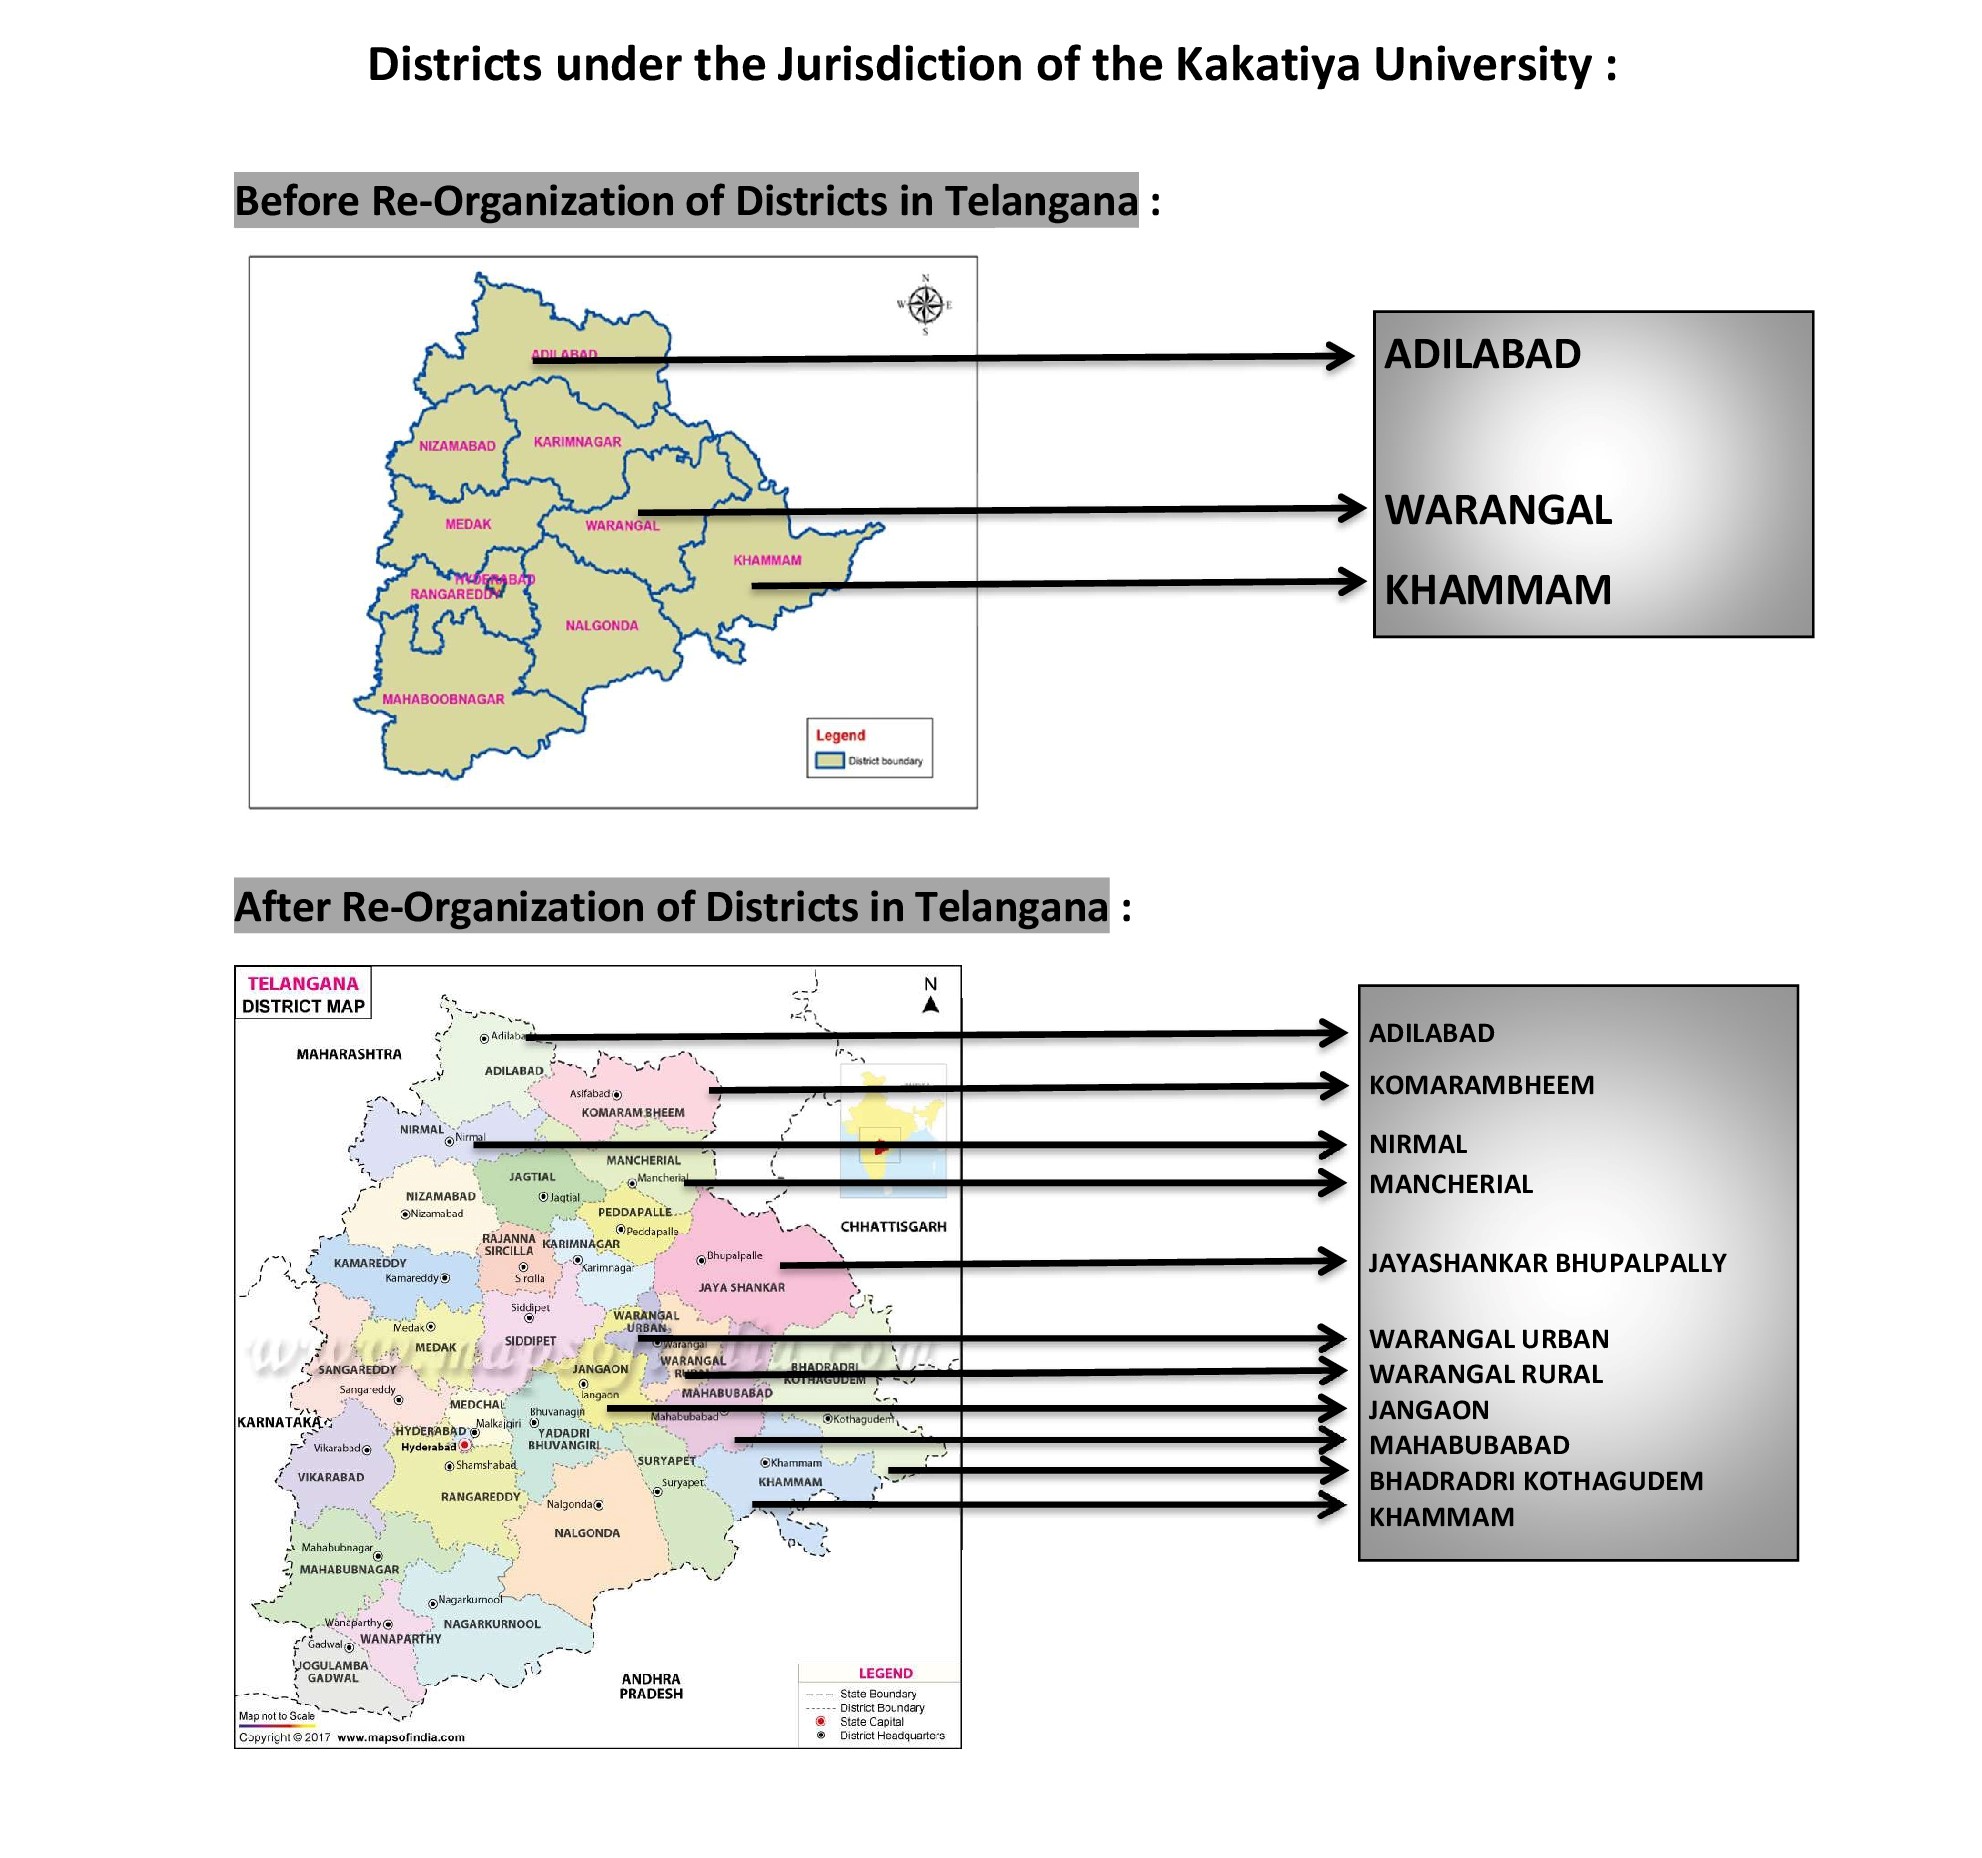 Districts under the Jurisdiction of the Kakatiya University :
Before Re-Organization of Districts in Telangana :
N
W E
S
ADILABAD
NIZAMABAD
KARIMNAGAR
MEDAK
WARANGAL
KHAMMAM
HYDERABAD
RANGAREDDY
NALGONDA
MAHABOOBNAGAR
Legend
District boundary
ADILABAD
WARANGAL
KHAMMAM
After Re-Organization of Districts in Telangana :
TELANGANA
DISTRICT MAP
N
MAHARASHTRA
Adilabad
ADILABAD
Asifabad
KOMARAM BHEEM
NIRMAL
Nirmal
MANCHERIAL
Mancherial
JAGTIAL
Jagtial
NIZAMABAD
Nizamabad
PEDDAPALLE
Peddapalle
CHHATTISGARH
RAJANNA
SIRCILLA
Sircilla
KARIMNAGAR
Karimnagar
KAMAREDDY
Kamareddy
Bhupalpalle
JAYA SHANKAR
Siddipet
SIDDIPET
WARANGAL
URBAN
Warangal
Medak
MEDAK
www.mapsofindia.com
WARANGAL
RURAL
BHADRADRI
KOTHAGUDEM
SANGAREDDY
Sangareddy
JANGAON
Jangaon
MAHABUBABAD
Mahabubabad
Kothagudem
KARNATAKA
MEDCHAL
Malkajgiri
Bhuvanagiri
YADADRI
BHUVANGIRI
HYDERABAD
Hyderabad
Vikarabad
VIKARABAD
Shamshabad
RANGAREDDY
SURYAPET
Suryapet
Khammam
KHAMMAM
Nalgonda
NALGONDA
Mahabubnagar
MAHABUBNAGAR
Nagarkurnool
NAGARKURNOOL
Wanaparthy
WANAPARTHY
Gadwal
JOGULAMBA
GADWAL
ANDHRA
PRADESH
LEGEND
State Boundary
District Boundary
State Capital
District Headquarters
Map not to Scale
Copyright © 2017 www.mapsofindia.com
ADILABAD
KOMARAMBHEEM
NIRMAL
MANCHERIAL
JAYASHANKAR BHUPALPALLY
WARANGAL URBAN
WARANGAL RURAL
JANGAON
MAHABUBABAD
BHADRADRI KOTHAGUDEM
KHAMMAM